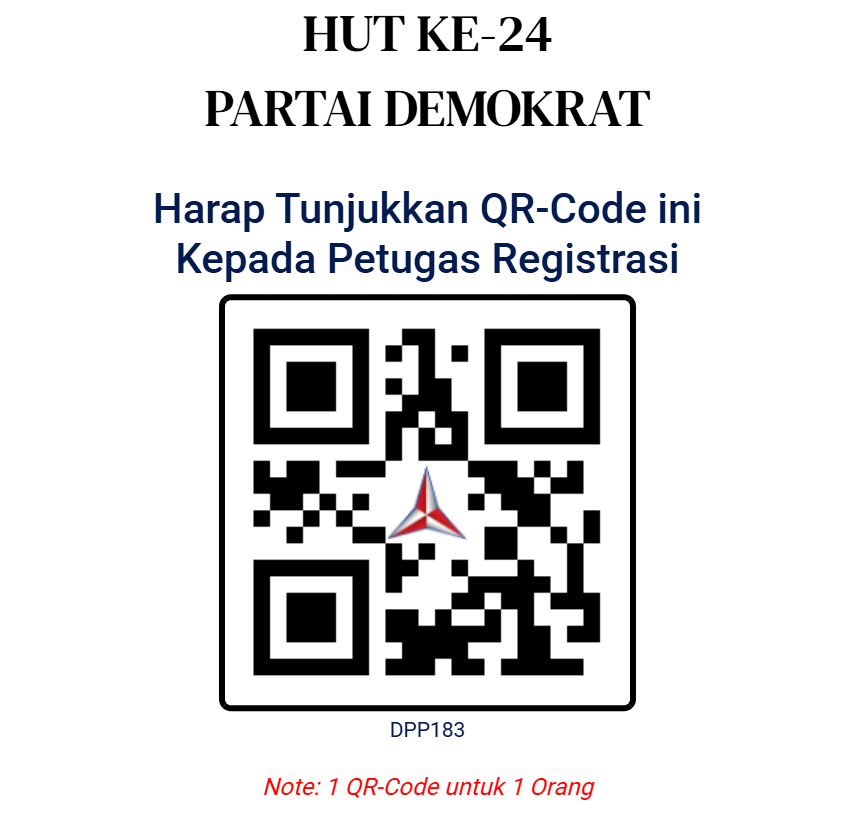 HUT KE-24
PARTAI DEMOKRAT
Harap Tunjukkan QR-Code ini
Kepada Petugas Registrasi
DPP183
Note: 1 QR-Code untuk 1 Orang